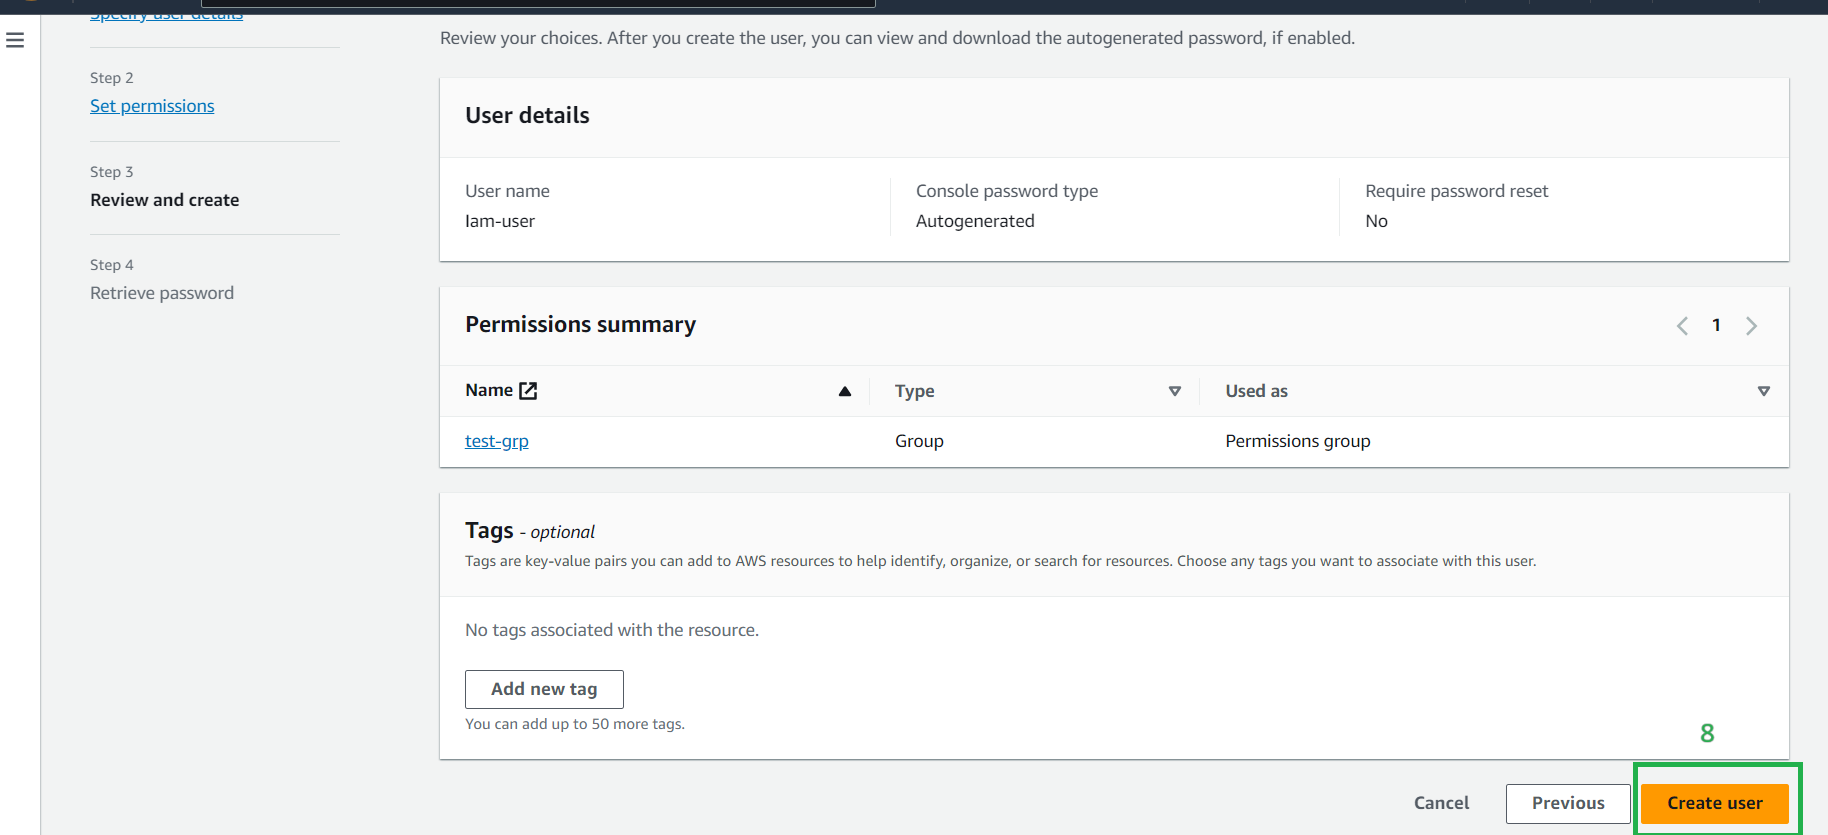 Specify user details
Review your choices. After you create the user, you can view and download the autogenerated password, if enabled.
Step 2
Set permissions
Step 3
Review and create
Step 4
Retrieve password
User details
User name
Iam-user
Console password type
Autogenerated
Require password reset
No
Permissions summary
1
Name
Type
Used as
test-grp
Group
Permissions group
Tags - optional
Tags are key-value pairs you can add to AWS resources to help identify, organize, or search for resources. Choose any tags you want to associate with this user.
No tags associated with the resource.
Add new tag
You can add up to 50 more tags.
8
Cancel
Previous
Create user